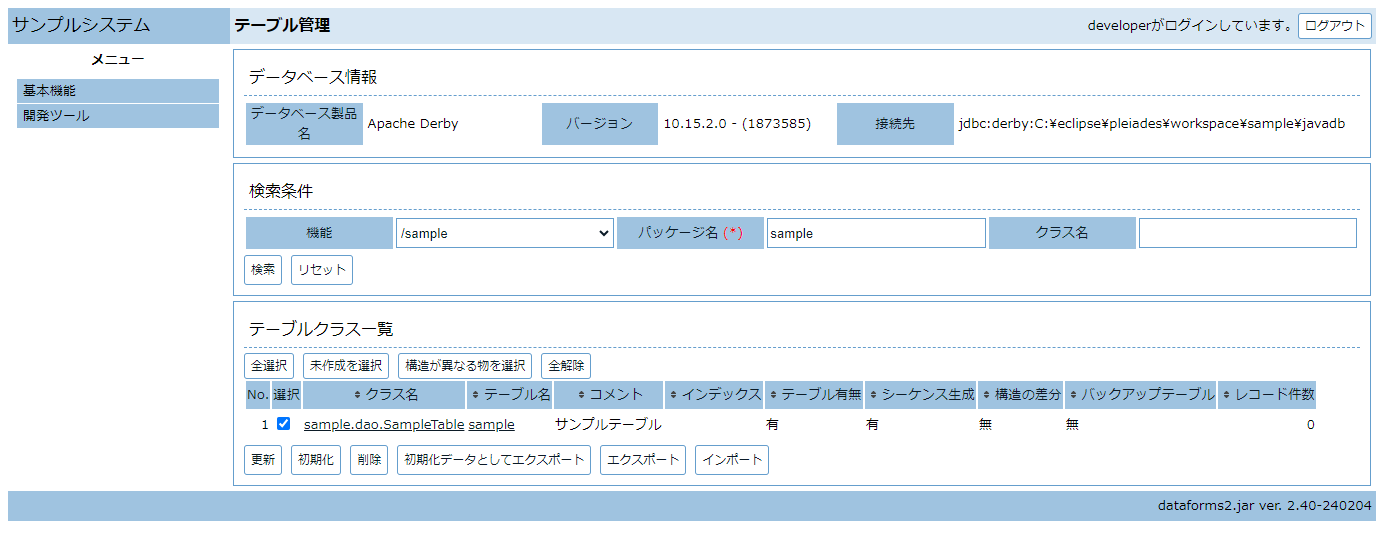 サンプルシステム
テーブル管理
developerがログインしています。 ログアウト
メニュー
基本機能
開発ツール
データベース情報
データベース製品名 Apache Derby バージョン 10.15.2.0 - (1873585) 接続先 jdbc:derby:C:¥eclipse¥pleiades¥workspace¥sample¥javadb
検索条件
機能 /sample パッケージ名 (*) sample クラス名
検索 リセット
テーブルクラス一覧
全選択 未作成を選択 構造が異なる物を選択 全解除
No. 選択 クラス名 テーブル名 コメント インデックス テーブル有無 シーケンス生成 構造の差分 バックアップテーブル レコード件数
1 sample.dao.SampleTable sample サンプルテーブル 有 有 無 無 0
更新 初期化 削除 初期化データとしてエクスポート エクスポート インポート
dataforms2.jar ver. 2.40-240204